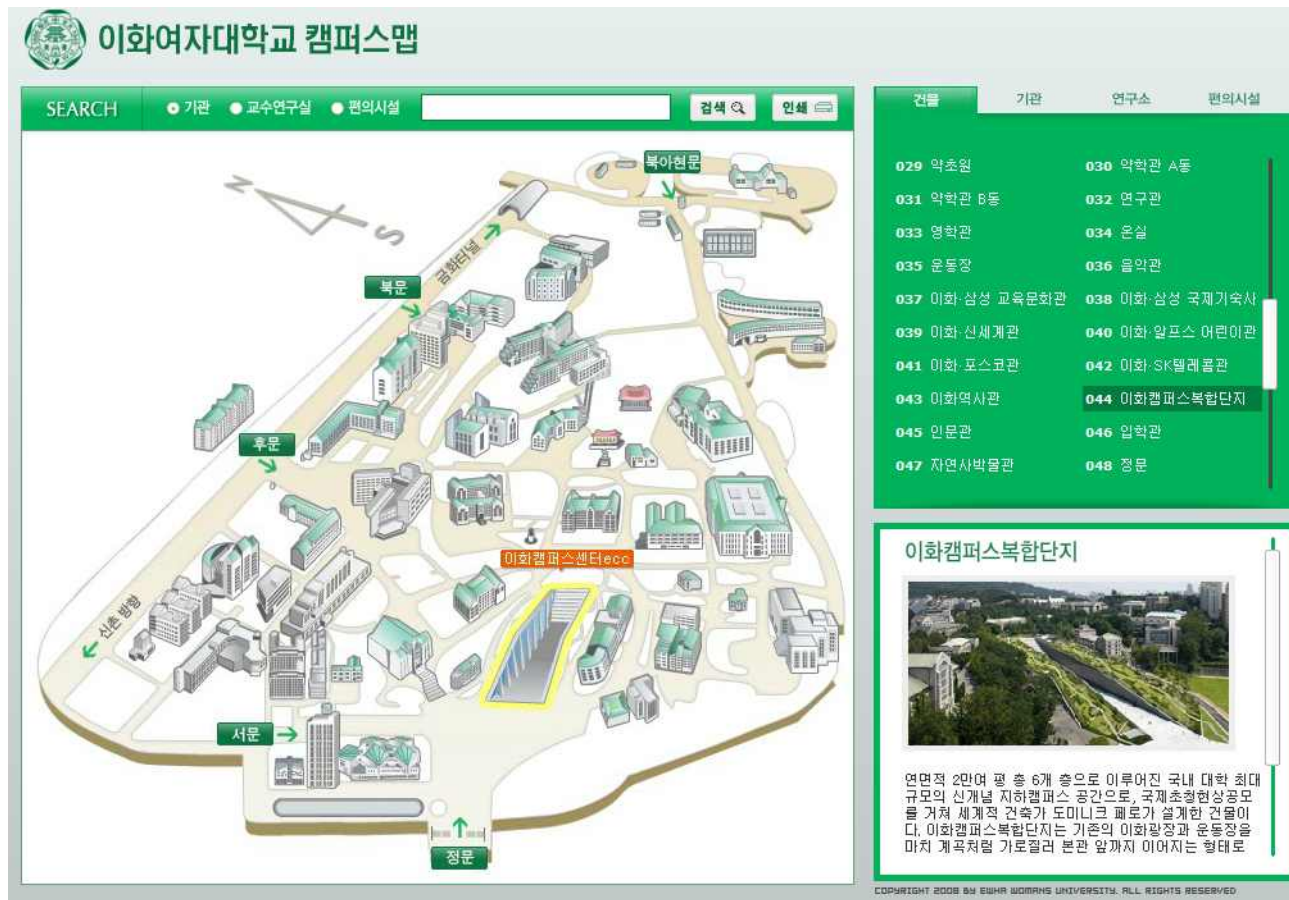 이화여자대학교 캠퍼스맵
SEARCH 기관 교수연구실 편의시설 검색 인쇄
건물 기관 연구소 편의시설
N S
북아현문
금화터널
북문
후문
이화캠퍼스센터ecc
신촌 방향
서문
정문
029 약초원 030 약학관 A동
031 약학관 B동 032 연구관
033 영학관 034 온실
035 운동장 036 음악관
037 이화·삼성 교육문화관 038 이화·삼성 국제기숙사
039 이화·신세계관 040 이화·알프스 어린이관
041 이화·포스코관 042 이화·SK텔레콤관
043 이화역사관 044 이화캠퍼스복합단지
045 인문관 046 입학관
047 자연사박물관 048 정문
이화캠퍼스복합단지
연면적 2만여 평 총 6개 층으로 이루어진 국내 대학 최대
규모의 신개념 지하캠퍼스 공간으로, 국제초청현상공모
를 거쳐 세계적 건축가 도미니크 페로가 설계한 건물이
다. 이화캠퍼스복합단지는 기존의 이화광장과 운동장을
마치 계곡처럼 가로질러 본관 앞까지 이어지는 형태로
COPYRIGHT 2008 BY EWHA WOMANS UNIVERSITY. ALL RIGHTS RESERVED